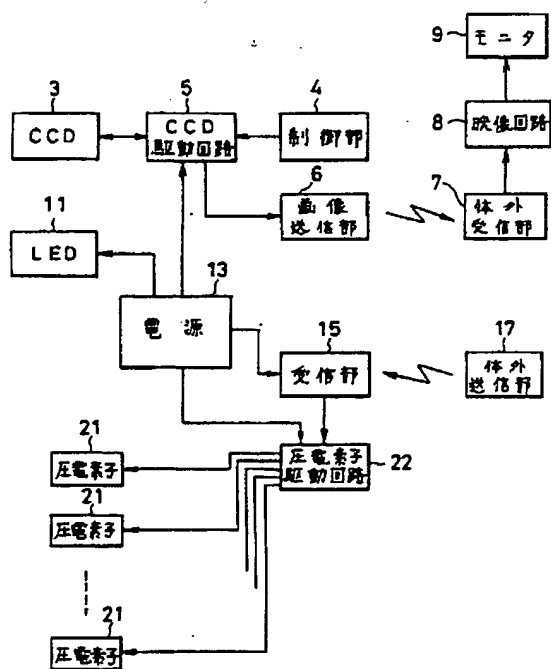 9
モニタ
3
5
4
CCD
CCD
駆動回路
制御部
8
映像回路
6
画像
送信部
7
体外
受信部
11
LED
13
電源
15
受信部
17
体外
送信部
21
圧電素子
圧電素子
駆動回路
22
21
圧電素子
21
圧電素子